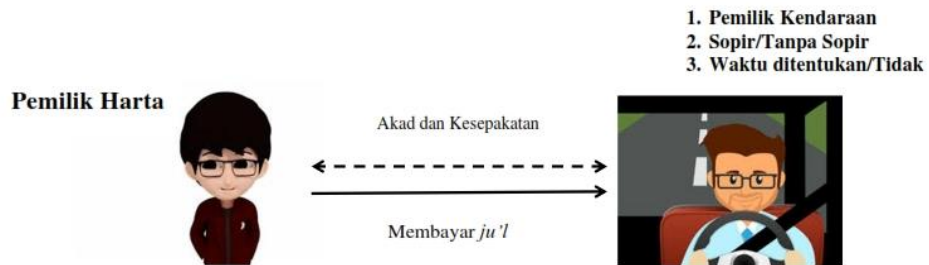 1. Pemilik Kendaraan
2. Sopir/Tanpa Sopir
3. Waktu ditentukan/Tidak
Pemilik Harta
Akad dan Kesepakatan
Membayar ju'l